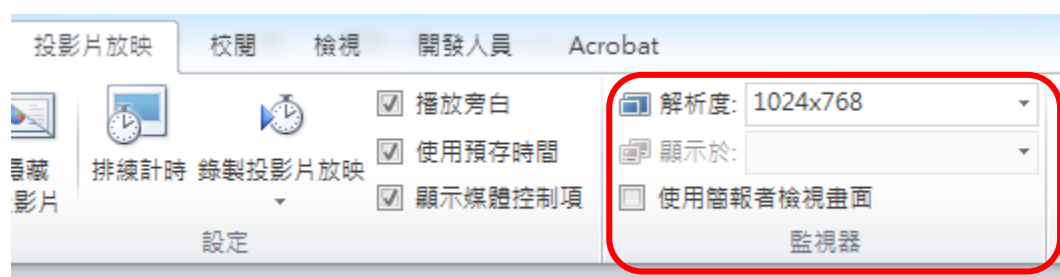 投影片放映 校閱 檢視 開發人員 Acrobat
排練計時 錄製投影片放映
影片
播放旁白
使用預存時間
顯示媒體控制項
設定
解析度: 1024x768
顯示於:
使用簡報者檢視畫面
監視器